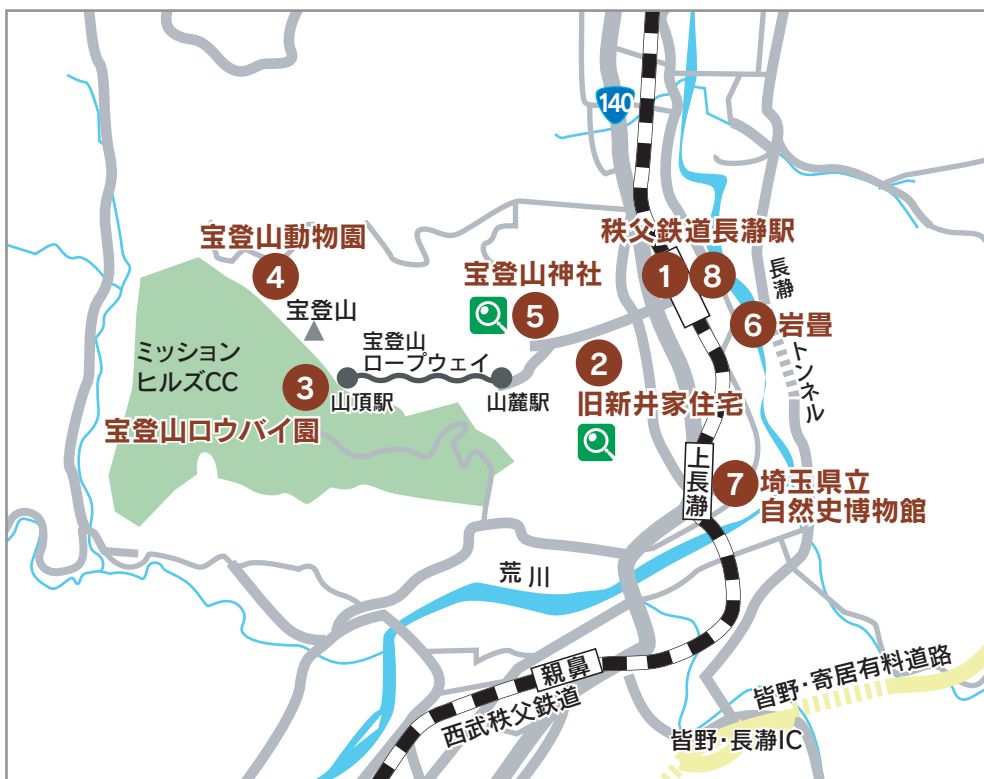 140
秩父鉄道長瀞駅
1
8
長瀞
トンネル
宝登山動物園
4
宝登山神社
5
6
岩畳
宝登山
宝登山
ロープウェイ
ミッション
ヒルズCC
2
3
山頂駅
山麓駅
旧新井家住宅
宝登山ロウバイ園
上長瀞
7
埼玉県立
自然史博物館
荒川
親鼻
西武秩父鉄道
皆野・寄居有料道路
皆野・長瀞IC